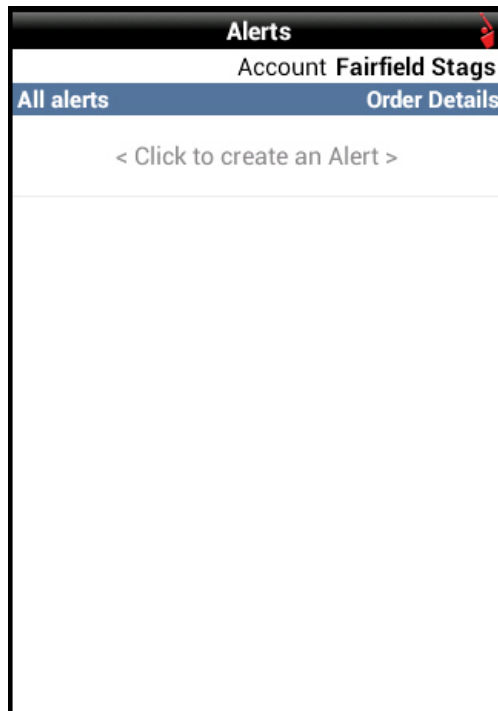 Alerts
Account Fairfield Stags
All alerts Order Details
< Click to create an Alert >